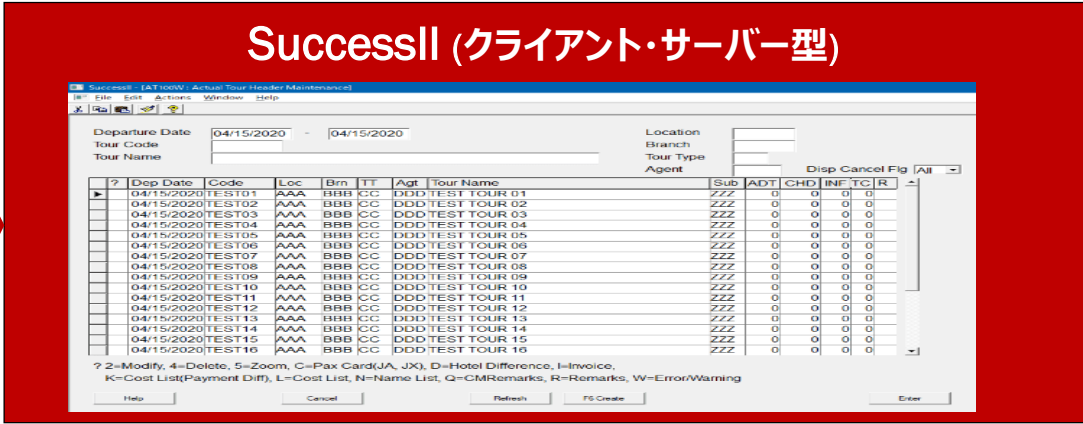 SuccessII (クライアント・サーバー型)
SuccessII - [AT100W : Actual Tour Header Maintenance]
File Edit Actions Window Help
Departure Date 04/15/2020 - 04/15/2020 Location
Tour Code Branch
Tour Name Tour Type
Agent Disp Cancel Flg All
? Dep Date Code Loc Brn TT Agt Tour Name Sub ADT CHD INF TC R
04/15/2020 TEST01 AAA BBB CC DDD TEST TOUR 01 ZZZ 0 0 0 0
04/15/2020 TEST02 AAA BBB CC DDD TEST TOUR 02 ZZZ 0 0 0 0
04/15/2020 TEST03 AAA BBB CC DDD TEST TOUR 03 ZZZ 0 0 0 0
04/15/2020 TEST04 AAA BBB CC DDD TEST TOUR 04 ZZZ 0 0 0 0
04/15/2020 TEST05 AAA BBB CC DDD TEST TOUR 05 ZZZ 0 0 0 0
04/15/2020 TEST06 AAA BBB CC DDD TEST TOUR 06 ZZZ 0 0 0 0
04/15/2020 TEST07 AAA BBB CC DDD TEST TOUR 07 ZZZ 0 0 0 0
04/15/2020 TEST08 AAA BBB CC DDD TEST TOUR 08 ZZZ 0 0 0 0
04/15/2020 TEST09 AAA BBB CC DDD TEST TOUR 09 ZZZ 0 0 0 0
04/15/2020 TEST10 AAA BBB CC DDD TEST TOUR 10 ZZZ 0 0 0 0
04/15/2020 TEST11 AAA BBB CC DDD TEST TOUR 11 ZZZ 0 0 0 0
04/15/2020 TEST12 AAA BBB CC DDD TEST TOUR 12 ZZZ 0 0 0 0
04/15/2020 TEST13 AAA BBB CC DDD TEST TOUR 13 ZZZ 0 0 0 0
04/15/2020 TEST14 AAA BBB CC DDD TEST TOUR 14 ZZZ 0 0 0 0
04/15/2020 TEST15 AAA BBB CC DDD TEST TOUR 15 ZZZ 0 0 0 0
04/15/2020 TEST16 AAA BBB CC DDD TEST TOUR 16 ZZZ 0 0 0 0
? 2=Modify, 4=Delete, 5=Zoom, C=Pax Card(JA, JX), D=Hotel Difference, I=Invoice,
K=Cost List(Payment Diff), L=Cost List, N=Name List, Q=CMRemarks, R=Remarks, W=Error/Warning
Help Cancel Refresh F6 Create Enter